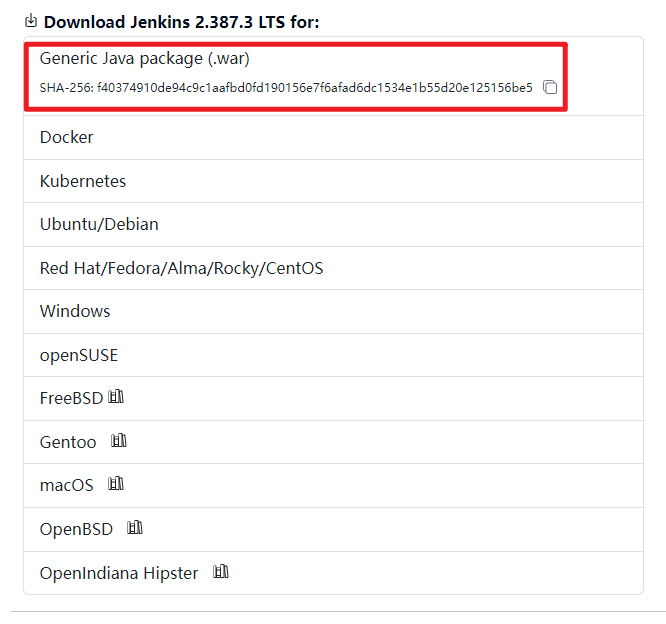 Download Jenkins 2.387.3 LTS for:
Generic Java package (.war)
SHA-256: f40374910de94c9c1aafbd0fd190156e7f6afad6dc1534e1b55d20e125156be5
Docker
Kubernetes
Ubuntu/Debian
Red Hat/Fedora/Alma/Rocky/CentOS
Windows
openSUSE
FreeBSD
Gentoo
macOS
OpenBSD
OpenIndiana Hipster